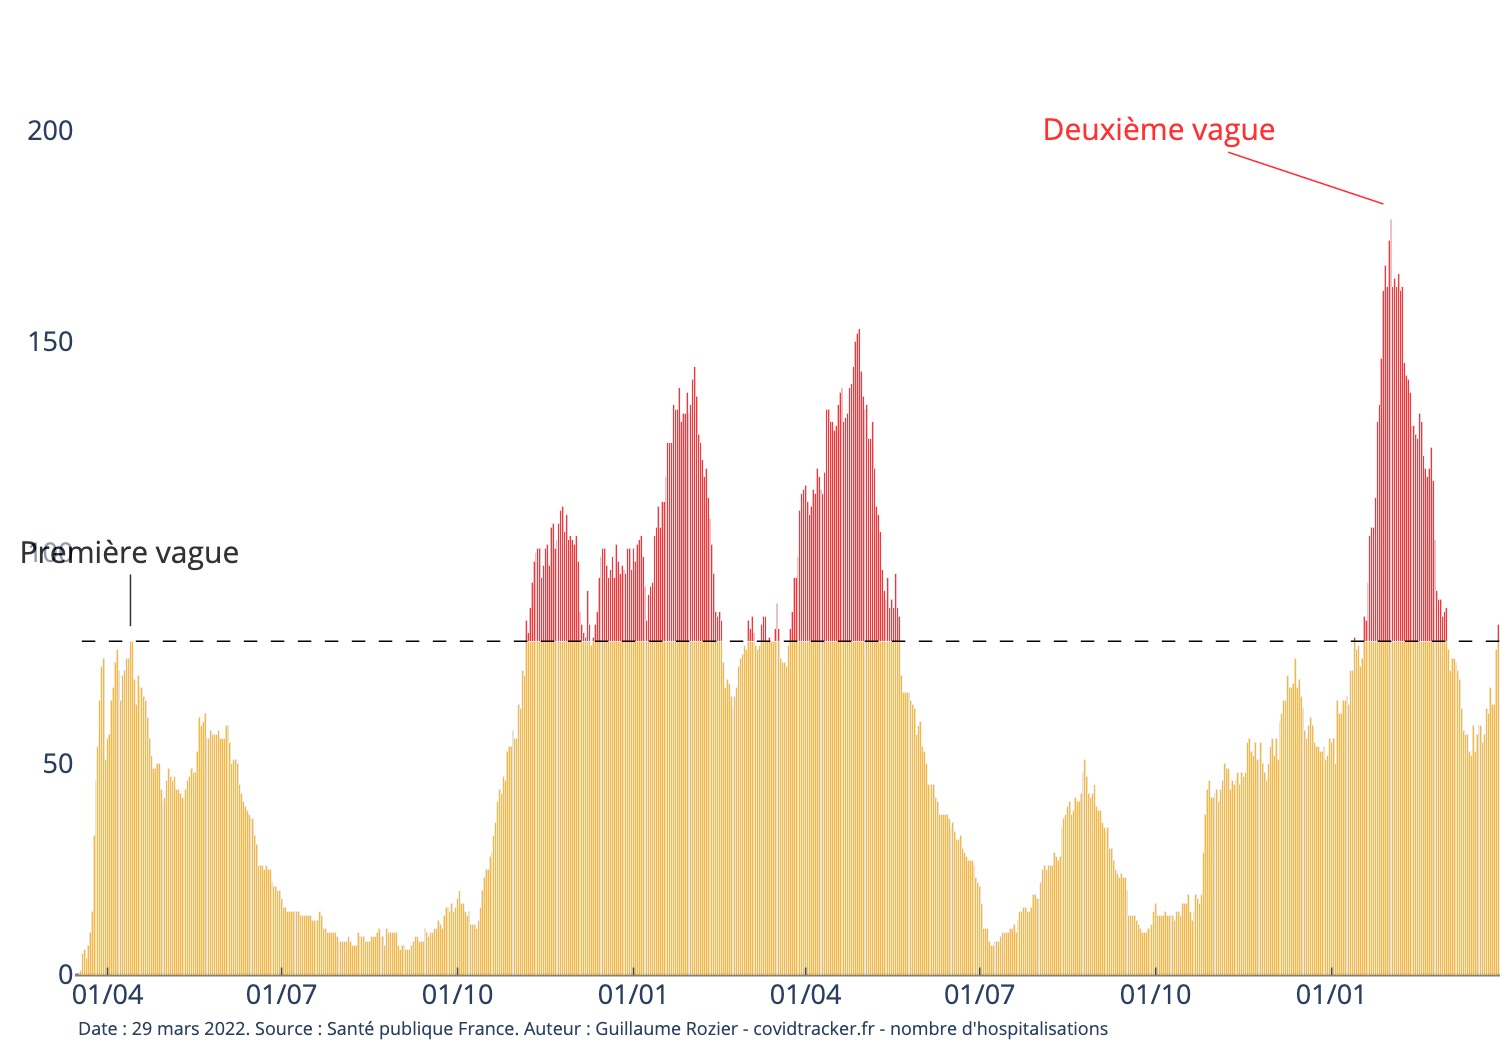 200
Deuxième vague
150
100
Première vague
50
0
01/04 01/07 01/10 01/01 01/04 01/07 01/10 01/01
Date : 29 mars 2022. Source : Santé publique France. Auteur : Guillaume Rozier - covidtracker.fr - nombre d'hospitalisations